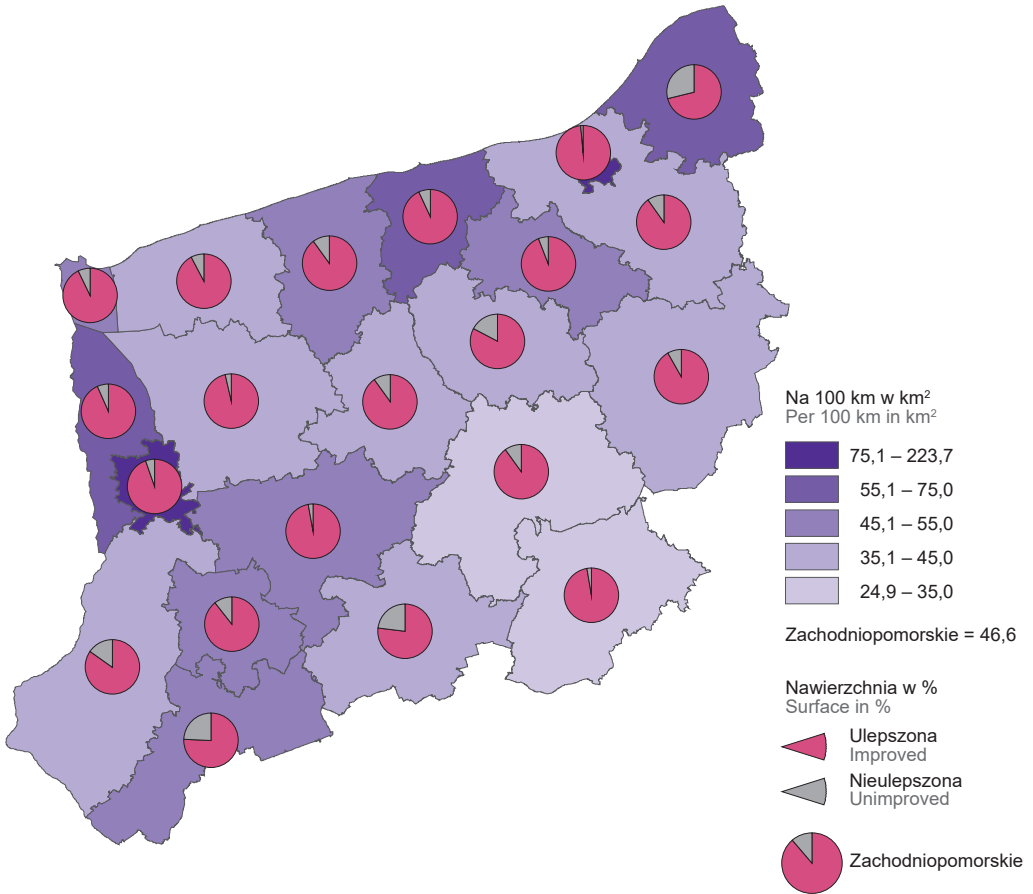 Na 100 km w km²
Per 100 km in km²
75,1 – 223,7
55,1 – 75,0
45,1 – 55,0
35,1 – 45,0
24,9 – 35,0
Zachodniopomorskie = 46,6
Nawierzchnia w %
Surface in %
Ulepszona
Improved
Nieulepszona
Unimproved
Zachodniopomorskie